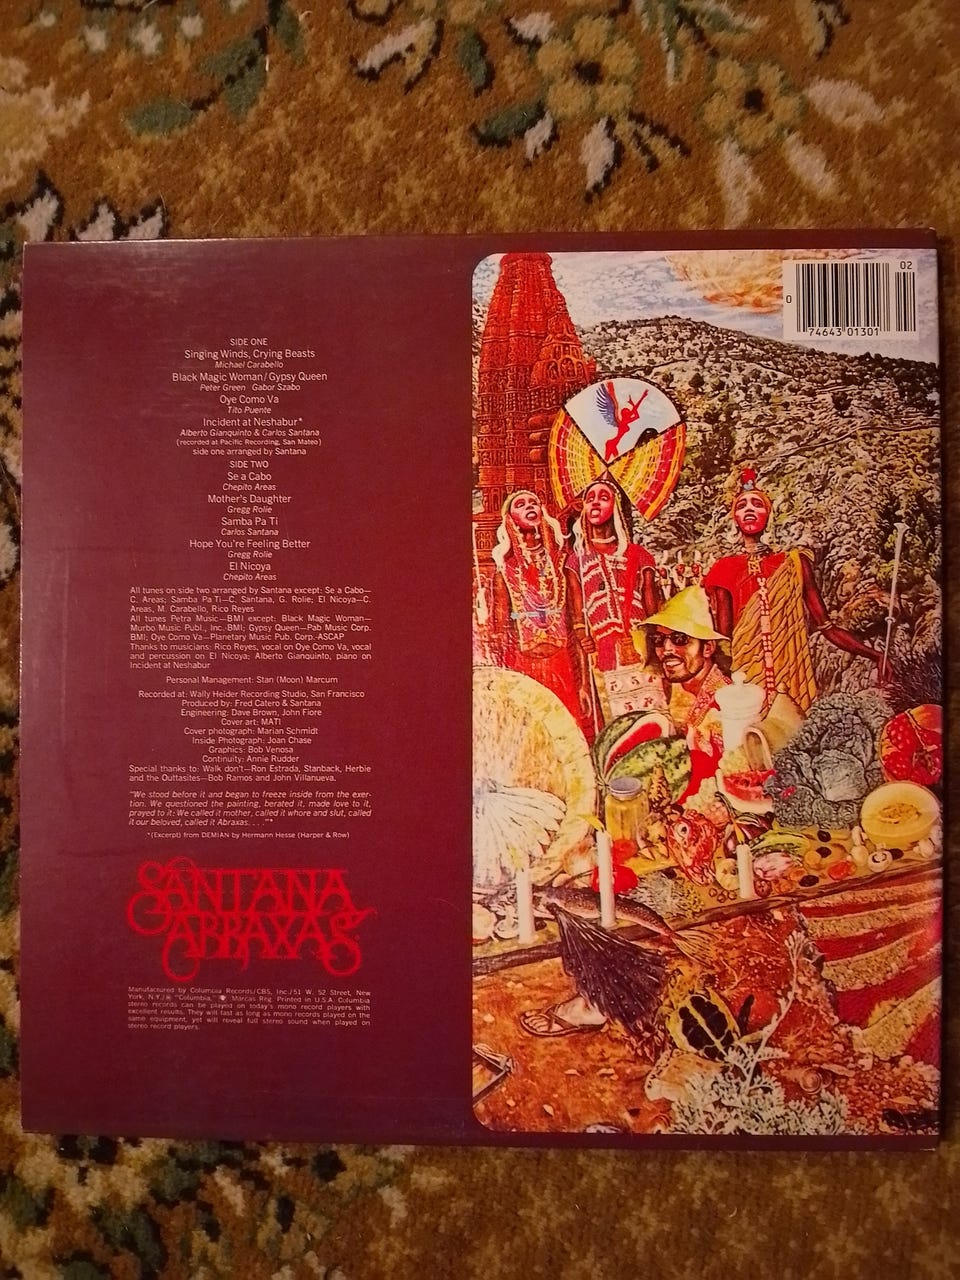 02
0 74643 01301
SIDE ONE
Singing Winds, Crying Beasts
Michael Carabello
Black Magic Woman/Gypsy Queen
Peter Green Gabor Szabo
Oye Como Va
Tito Puente
Incident at Neshabur*
Alberto Gianquinto & Carlos Santana
(recorded at Pacific Recording, San Mateo)
side one arranged by Santana
SIDE TWO
Se a Cabo
Chepito Areas
Mother's Daughter
Gregg Rolie
Samba Pa Ti
Carlos Santana
Hope You're Feeling Better
Gregg Rolie
El Nicoya
Chepito Areas
All tunes on side two arranged by Santana except: Se a Cabo—
C. Areas; Samba Pa Ti—C. Santana, G. Rolie; El Nicoya—C.
Areas, M. Carabello, Rico Reyes
All tunes Petra Music—BMI except: Black Magic Woman—
Murbo Music Publ., Inc.-BMI; Gypsy Queen—Pab Music Corp.
BMI; Oye Como Va—Planetary Music Pub. Corp.-ASCAP
Thanks to musicians: Rico Reyes, vocal on Oye Como Va, vocal
and percussion on El Nicoya; Alberto Gianquinto, piano on
Incident at Neshabur
Personal Management: Stan (Moon) Marcum
Recorded at: Wally Heider Recording Studio, San Francisco
Produced by: Fred Catero & Santana
Engineering: Dave Brown, John Fiore
Cover art: MATI
Cover photograph: Marian Schmidt
Inside Photograph: Joan Chase
Graphics: Bob Venosa
Continuity: Annie Rudder
Special thanks to: Walk don't—Ron Estrada, Stanback, Herbie
and the Outtasites—Bob Ramos and John Villanueva.
"We stood before it and began to freeze inside from the exer-
tion. We questioned the painting, berated it, made love to it,
prayed to it: We called it mother, called it whore and slut, called
it our beloved, called it Abraxas. . . ."*
*(Excerpt) from DEMIAN by Hermann Hesse (Harper & Row)
SANTANA
ABRAXAS
Manufactured by Columbia Records/CBS, Inc./51 W. 52 Street, New
York, N.Y./® "Columbia," Marcas Reg. Printed in U.S.A. Columbia
stereo records can be played on today's mono record players with
excellent results. They will last as long as mono records played on the
same equipment, yet will reveal full stereo sound when played on
stereo record players.